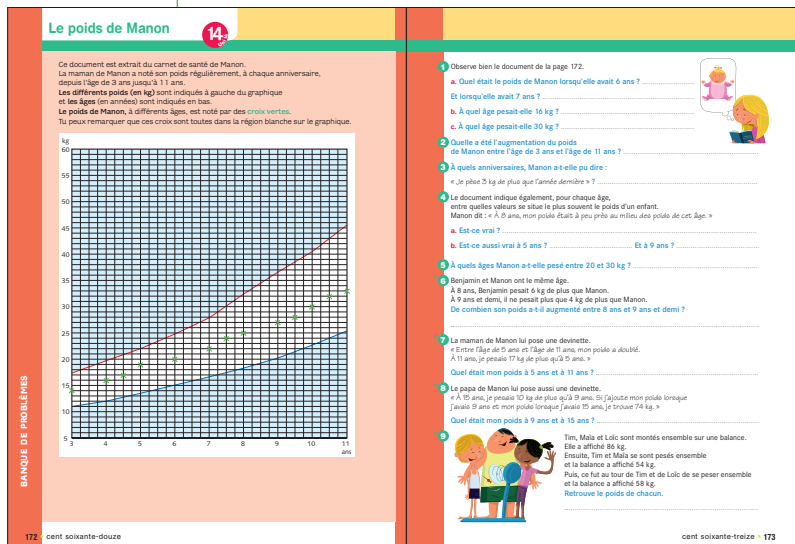 Le poids de Manon
14
Ce document est extrait du carnet de santé de Manon.
La maman de Manon a noté son poids régulièrement, à chaque anniversaire,
depuis l'âge de 3 ans jusqu'à 11 ans.
Les différents poids (en kg) sont indiqués à gauche du graphique
et les âges (en années) sont indiqués en bas.
Le poids de Manon, à différents âges, est noté par des croix vertes.
Tu peux remarquer que ces croix sont toutes dans la région blanche sur le graphique.
kg
60
55
50
45
40
35
30
25
20
15
10
5
3 4 5 6 7 8 9 10 11
ans
BANQUE DE PROBLÈMES
172 • cent soixante-douze
1 Observe bien le document de la page 172.
a. Quel était le poids de Manon lorsqu'elle avait 6 ans ?
Et lorsqu'elle avait 7 ans ?
b. À quel âge pesait-elle 16 kg ?
c. À quel âge pesait-elle 30 kg ?
2 Quelle a été l'augmentation du poids
de Manon entre l'âge de 3 ans et l'âge de 11 ans ?
3 À quels anniversaires, Manon a-t-elle pu dire :
« Je pèse 3 kg de plus que l'année dernière » ?
4 Le document indique également, pour chaque âge,
entre quelles valeurs se situe le plus souvent le poids d'un enfant.
Manon dit : « À 8 ans, mon poids était à peu près au milieu des poids de cet âge. »
a. Est-ce vrai ?
b. Est-ce aussi vrai à 5 ans ? Et à 9 ans ?
5 À quels âges Manon a-t-elle pesé entre 20 et 30 kg ?
6 Benjamin et Manon ont le même âge.
À 8 ans, Benjamin pesait 6 kg de plus que Manon.
À 9 ans et demi, il ne pesait plus que 4 kg de plus que Manon.
De combien son poids a-t-il augmenté entre 8 ans et 9 ans et demi ?
7 La maman de Manon lui pose une devinette.
« Entre l'âge de 5 ans et l'âge de 11 ans, mon poids a doublé.
À 11 ans, je pesais 17 kg de plus qu'à 5 ans. »
Quel était mon poids à 5 ans et à 11 ans ?
8 Le papa de Manon lui pose aussi une devinette.
« À 15 ans, je pesais 10 kg de plus qu'à 9 ans. Si j'ajoute mon poids lorsque
j'avais 9 ans et mon poids lorsque j'avais 15 ans, je trouve 74 kg. »
Quel était mon poids à 9 ans et à 15 ans ?
9 Tim, Maïa et Loïc sont montés ensemble sur une balance.
Elle a affiché 86 kg.
Ensuite, Tim et Maïa se sont pesés ensemble
et la balance a affiché 54 kg.
Puis, ce fut au tour de Tim et de Loïc de se peser ensemble
et la balance a affiché 58 kg.
Retrouve le poids de chacun.
cent soixante-treize • 173